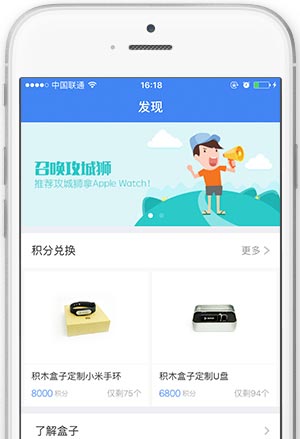 中国联通 16:18
发现
召唤攻城狮
推荐攻城狮拿Apple Watch!
积分兑换 更多 >
积木盒子定制小米手环 积木盒子定制U盘
8000 积分 仅剩75个 6800 积分 仅剩94个
了解盒子